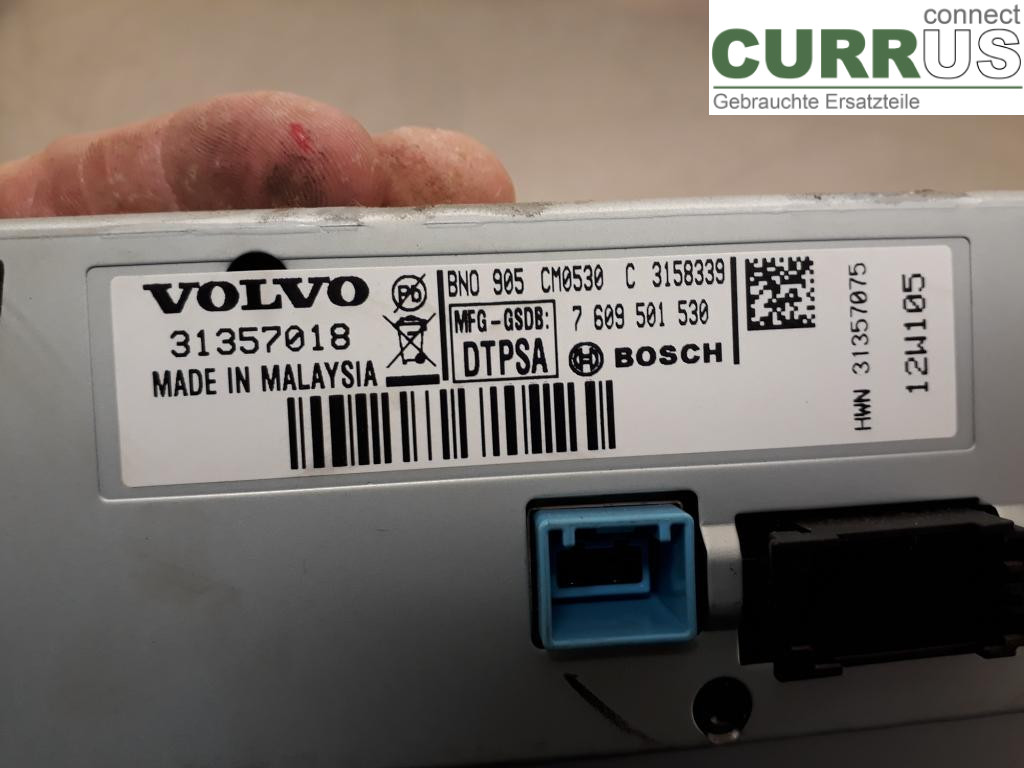 connect
CURRUS
Gebrauchte Ersatzteile
VOLVO
31357018
MADE IN MALAYSIA
Pb
BNO 905 CM0530 C 3158339
MFG-GSDB:
DTPSA
7 609 501 530
BOSCH
HWN 31357075
12W105